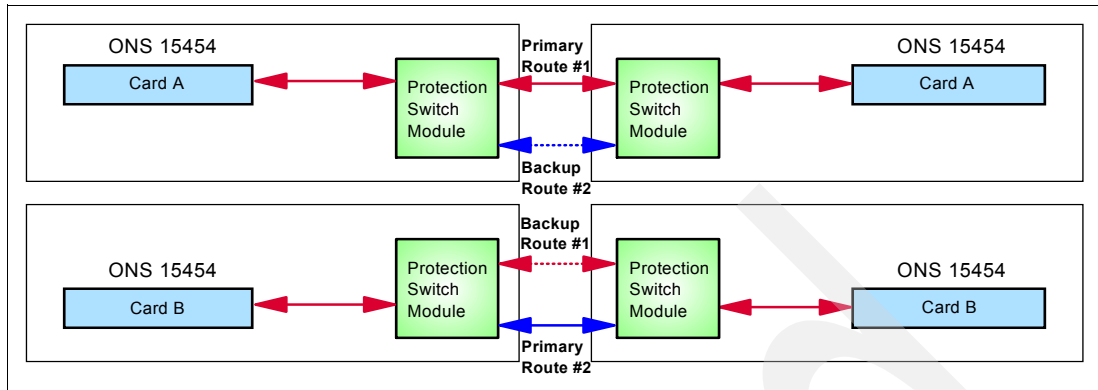 ONS 15454
Card A
Protection
Switch
Module
Primary
Route #1
Backup
Route #2
Protection
Switch
Module
ONS 15454
Card A
ONS 15454
Card B
Protection
Switch
Module
Backup
Route #1
Primary
Route #2
Protection
Switch
Module
ONS 15454
Card B